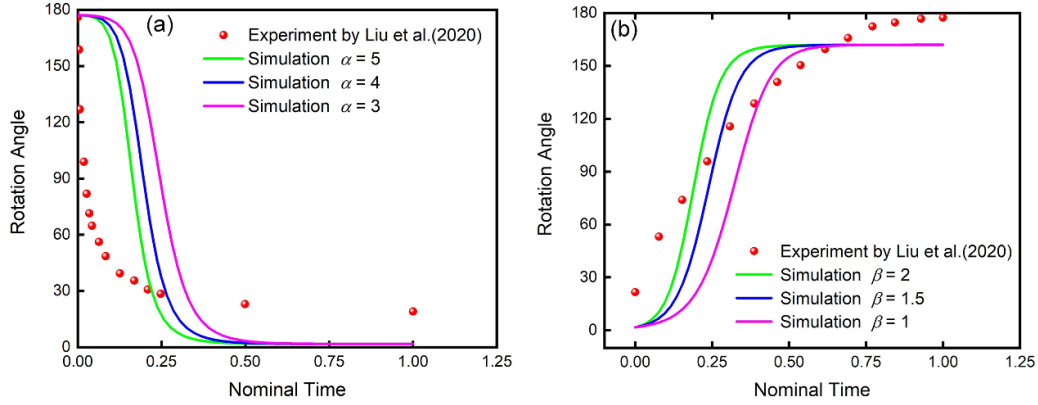 (a)
Experiment by Liu et al.(2020)
Simulation α = 5
Simulation α = 4
Simulation α = 3
Rotation Angle
180
150
120
90
60
30
0
0.00 0.25 0.50 0.75 1.00 1.25
Nominal Time
(b)
Experiment by Liu et al.(2020)
Simulation β = 2
Simulation β = 1.5
Simulation β = 1
Rotation Angle
180
150
120
90
60
30
0
0.00 0.25 0.50 0.75 1.00 1.25
Nominal Time